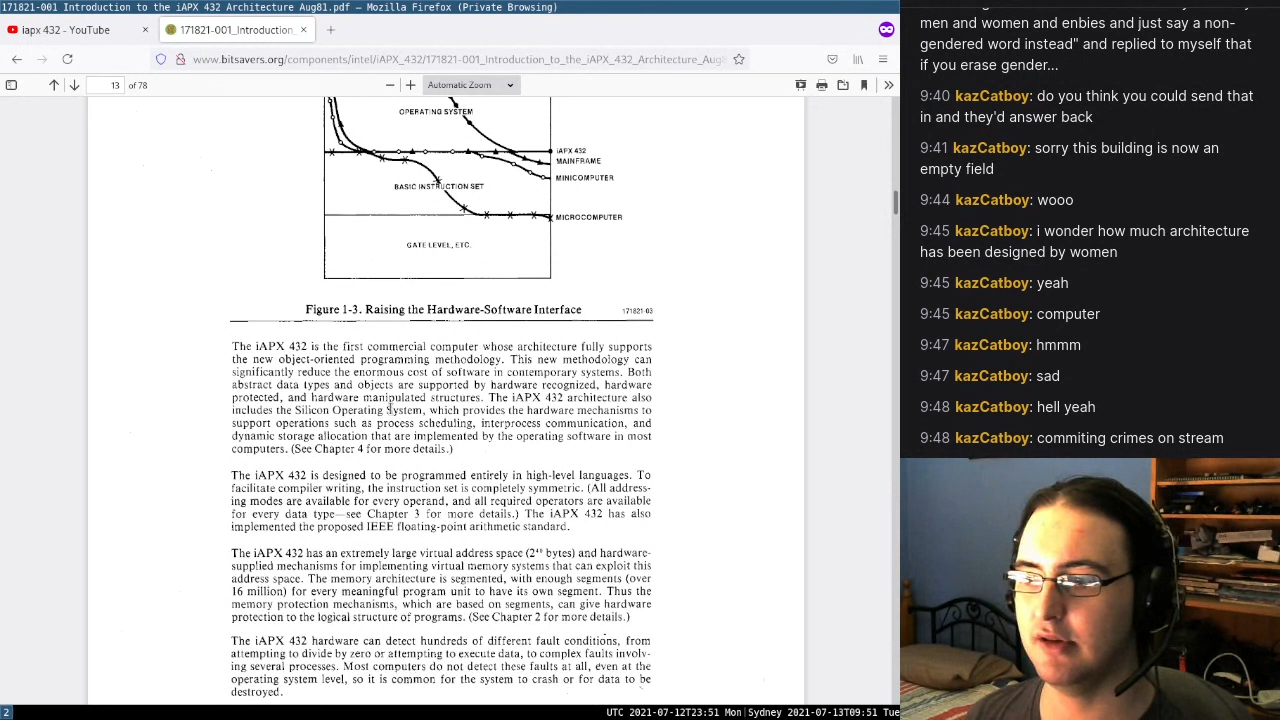 171821-001 Introduction to the iAPX 432 Architecture Aug81.pdf — Mozilla Firefox (Private Browsing)
iapx 432 - YouTube
171821-001_Introduction_
www.bitsavers.org/components/intel/iAPX_432/171821-001_Introduction_to_the_iAPX_432_Architecture_Aug8
13
of 78
Automatic Zoom
OPERATING SYSTEM
iAPX 432
MAINFRAME
MINICOMPUTER
BASIC INSTRUCTION SET
MICROCOMPUTER
GATE LEVEL, ETC.
Figure 1-3. Raising the Hardware-Software Interface
171821-03
The iAPX 432 is the first commercial computer whose architecture fully supports
the new object-oriented programming methodology. This new methodology can
significantly reduce the enormous cost of software in contemporary systems. Both
abstract data types and objects are supported by hardware recognized, hardware
protected, and hardware manipulated structures. The iAPX 432 architecture also
includes the Silicon Operating System, which provides the hardware mechanisms to
support operations such as process scheduling, interprocess communication, and
dynamic storage allocation that are implemented by the operating software in most
computers. (See Chapter 4 for more details.)
The iAPX 432 is designed to be programmed entirely in high-level languages. To
facilitate compiler writing, the instruction set is completely symmetric. (All address-
ing modes are available for every operand, and all required operators are available
for every data type—see Chapter 3 for more details.) The iAPX 432 has also
implemented the proposed IEEE floating-point arithmetic standard.
The iAPX 432 has an extremely large virtual address space (2⁴⁰ bytes) and hardware-
supplied mechanisms for implementing virtual memory systems that can exploit this
address space. The memory architecture is segmented, with enough segments (over
16 million) for every meaningful program unit to have its own segment. Thus the
memory protection mechanisms, which are based on segments, can give hardware
protection to the logical structure of programs. (See Chapter 2 for more details.)
The iAPX 432 hardware can detect hundreds of different fault conditions, from
attempting to divide by zero or attempting to execute data, to complex faults involv-
ing several processes. Most computers do not detect these faults at all, even at the
operating system level, so it is common for the system to crash or for data to be
destroyed.
men and women and enbies and just say a non-
gendered word instead" and replied to myself that
if you erase gender...
9:40 kazCatboy: do you think you could send that
in and they'd answer back
9:41 kazCatboy: sorry this building is now an
empty field
9:44 kazCatboy: wooo
9:45 kazCatboy: i wonder how much architecture
has been designed by women
9:45 kazCatboy: yeah
9:45 kazCatboy: computer
9:47 kazCatboy: hmmm
9:47 kazCatboy: sad
9:48 kazCatboy: hell yeah
9:48 kazCatboy: commiting crimes on stream
2
UTC 2021-07-12T23:51 Mon|Sydney 2021-07-13T09:51 Tue